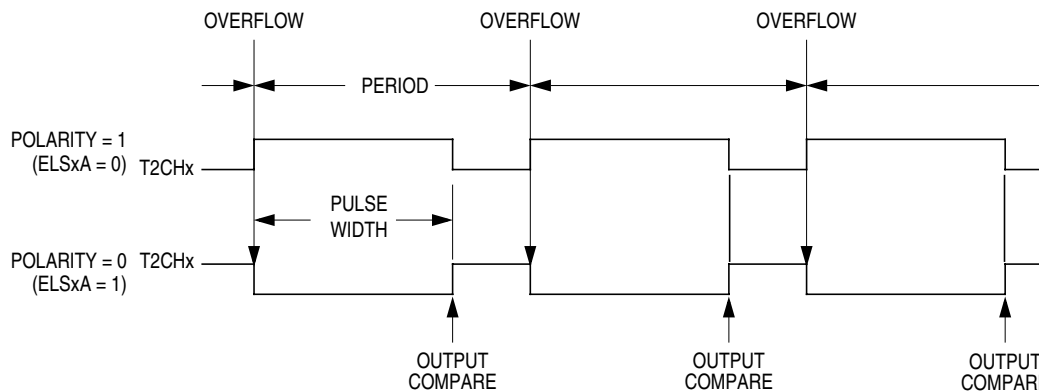 OVERFLOW OVERFLOW OVERFLOW
PERIOD
POLARITY = 1
(ELSxA = 0) T2CHx
PULSE
WIDTH
POLARITY = 0 T2CHx
(ELSxA = 1)
OUTPUT
COMPARE
OUTPUT
COMPARE
OUTPUT
COMPARE